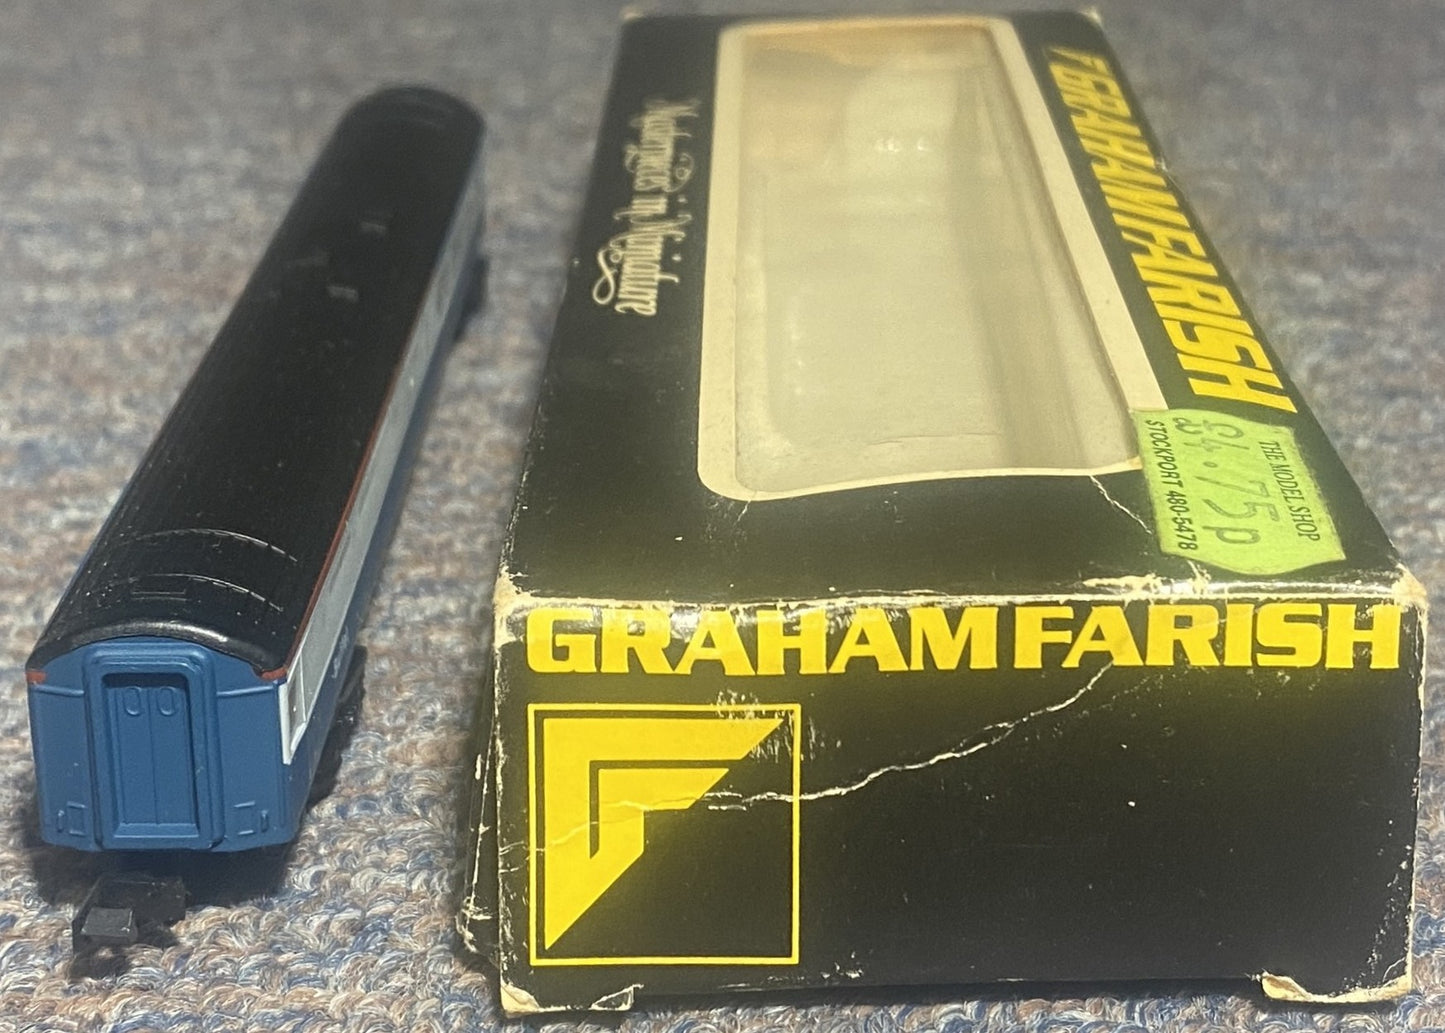 Masterpieces in Miniature
GRAHAM FARISH
THE MODEL SHOP
£4.75p
STOCKPORT 480-5478
GRAHAM FARISH